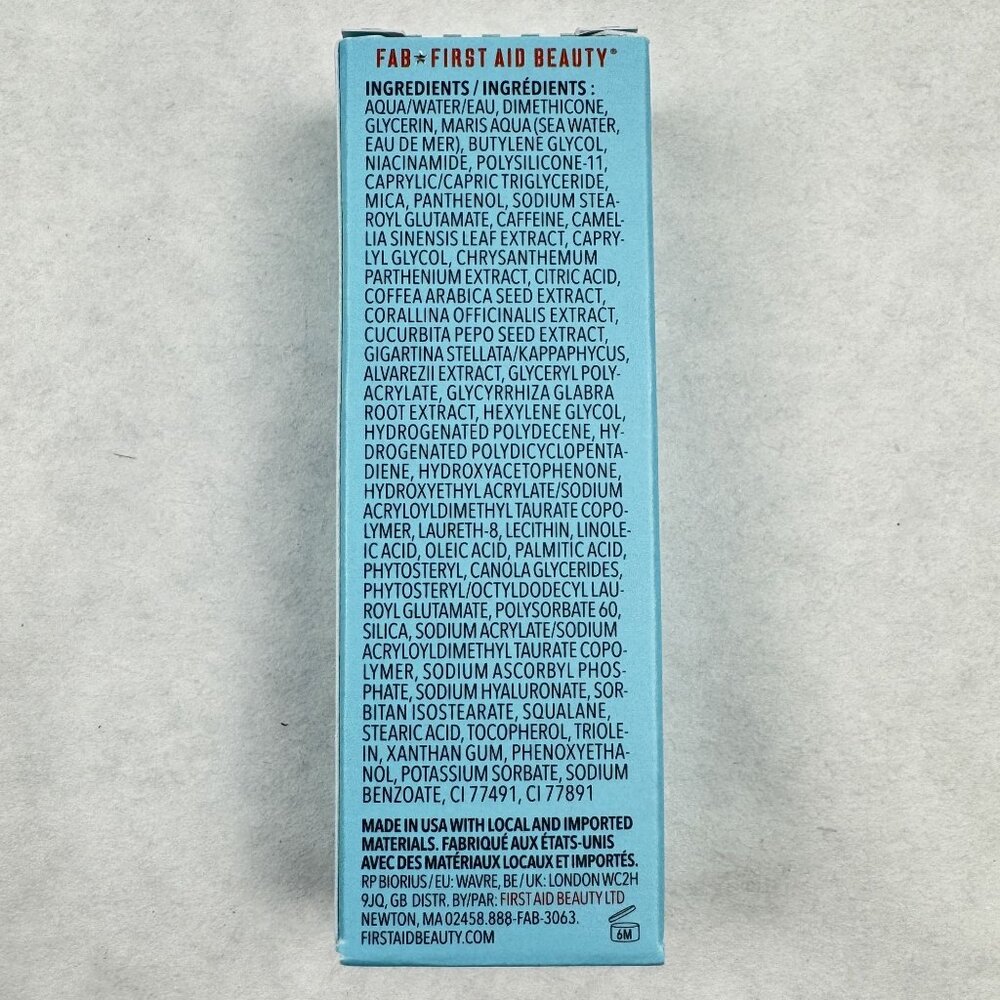 FAB★FIRST AID BEAUTY®
INGREDIENTS / INGRÉDIENTS :
AQUA/WATER/EAU, DIMETHICONE,
GLYCERIN, MARIS AQUA (SEA WATER,
EAU DE MER), BUTYLENE GLYCOL,
NIACINAMIDE, POLYSILICONE-11,
CAPRYLIC/CAPRIC TRIGLYCERIDE,
MICA, PANTHENOL, SODIUM STEA-
ROYL GLUTAMATE, CAFFEINE, CAMEL-
LIA SINENSIS LEAF EXTRACT, CAPRY-
LYL GLYCOL, CHRYSANTHEMUM
PARTHENIUM EXTRACT, CITRIC ACID,
COFFEA ARABICA SEED EXTRACT,
CORALLINA OFFICINALIS EXTRACT,
CUCURBITA PEPO SEED EXTRACT,
GIGARTINA STELLATA/KAPPAPHYCUS,
ALVAREZII EXTRACT, GLYCERYL POLY-
ACRYLATE, GLYCYRRHIZA GLABRA
ROOT EXTRACT, HEXYLENE GLYCOL,
HYDROGENATED POLYDECENE, HY-
DROGENATED POLYDICYCLOPENTA-
DIENE, HYDROXYACETOPHENONE,
HYDROXYETHYL ACRYLATE/SODIUM
ACRYLOYLDIMETHYL TAURATE COPO-
LYMER, LAURETH-8, LECITHIN, LINOLE-
IC ACID, OLEIC ACID, PALMITIC ACID,
PHYTOSTERYL, CANOLA GLYCERIDES,
PHYTOSTERYL/OCTYLDODECYL LAU-
ROYL GLUTAMATE, POLYSORBATE 60,
SILICA, SODIUM ACRYLATE/SODIUM
ACRYLOYLDIMETHYL TAURATE COPO-
LYMER, SODIUM ASCORBYL PHOS-
PHATE, SODIUM HYALURONATE, SOR-
BITAN ISOSTEARATE, SQUALANE,
STEARIC ACID, TOCOPHEROL, TRIOLE-
IN, XANTHAN GUM, PHENOXYETHA-
NOL, POTASSIUM SORBATE, SODIUM
BENZOATE, CI 77491, CI 77891
MADE IN USA WITH LOCAL AND IMPORTED
MATERIALS. FABRIQUÉ AUX ÉTATS-UNIS
AVEC DES MATÉRIAUX LOCAUX ET IMPORTÉS.
RP BIORIUS / EU: WAVRE, BE / UK: LONDON WC2H
9JQ, GB DISTR. BY/PAR: FIRST AID BEAUTY LTD
NEWTON, MA 02458.888-FAB-3063.
FIRSTAIDBEAUTY.COM
6M